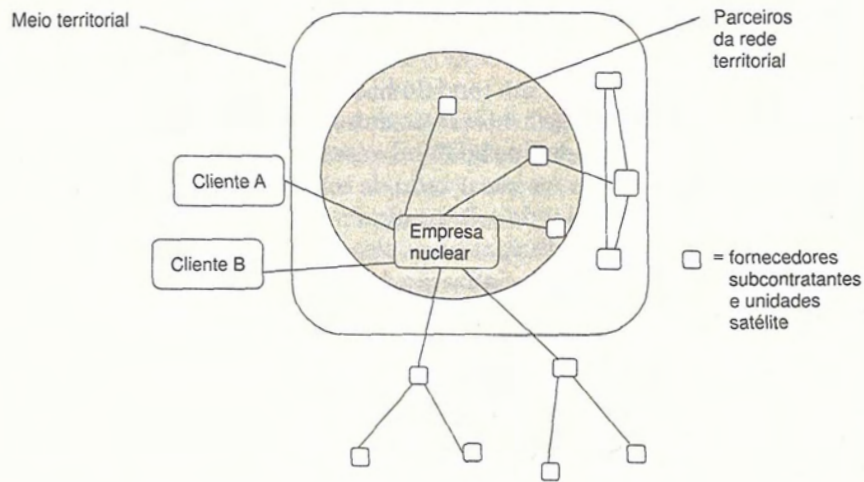 Meio territorial
Parceiros
da rede
territorial
Cliente A
Empresa
nuclear
Cliente B
= fornecedores
subcontratantes
e unidades
satélite